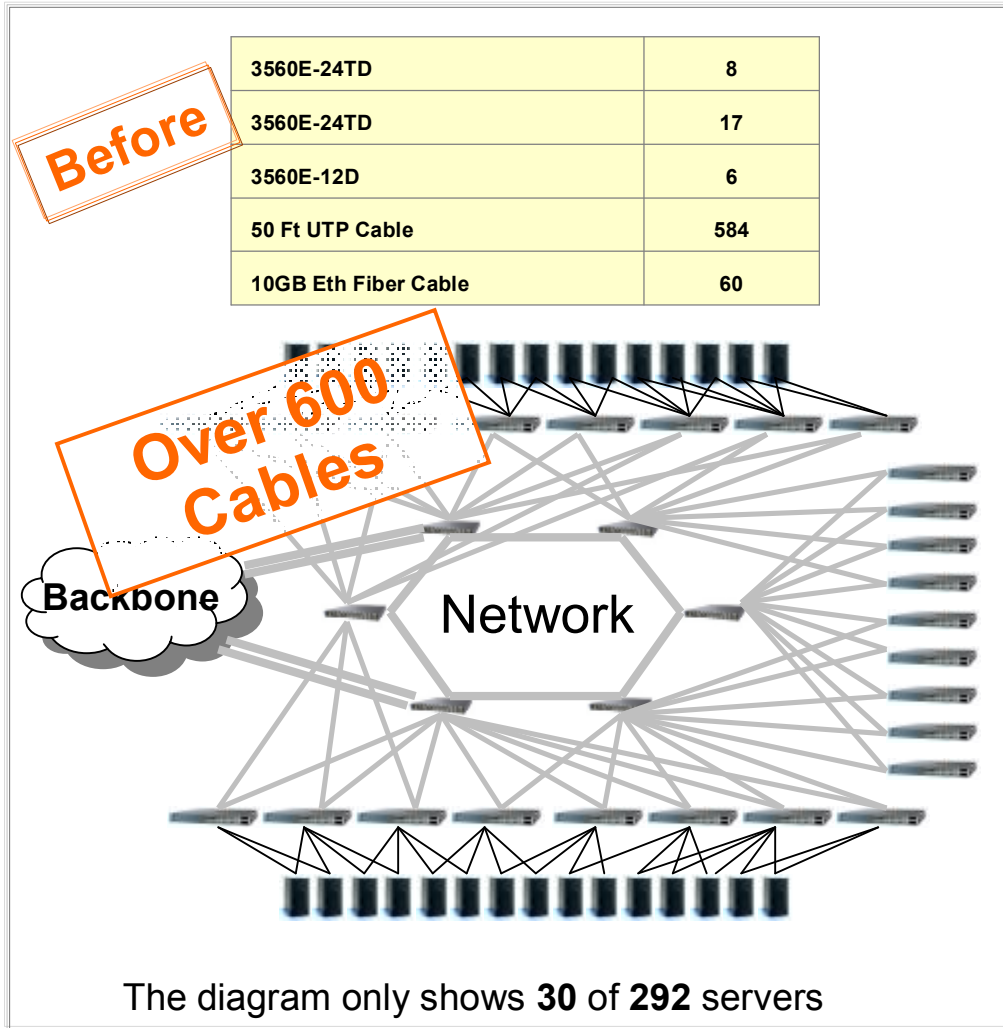 Before
3560E-24TD 8
3560E-24TD 17
3560E-12D 6
50 Ft UTP Cable 584
10GB Eth Fiber Cable 60
Over 600
Cables
Backbone
Network
The diagram only shows 30 of 292 servers